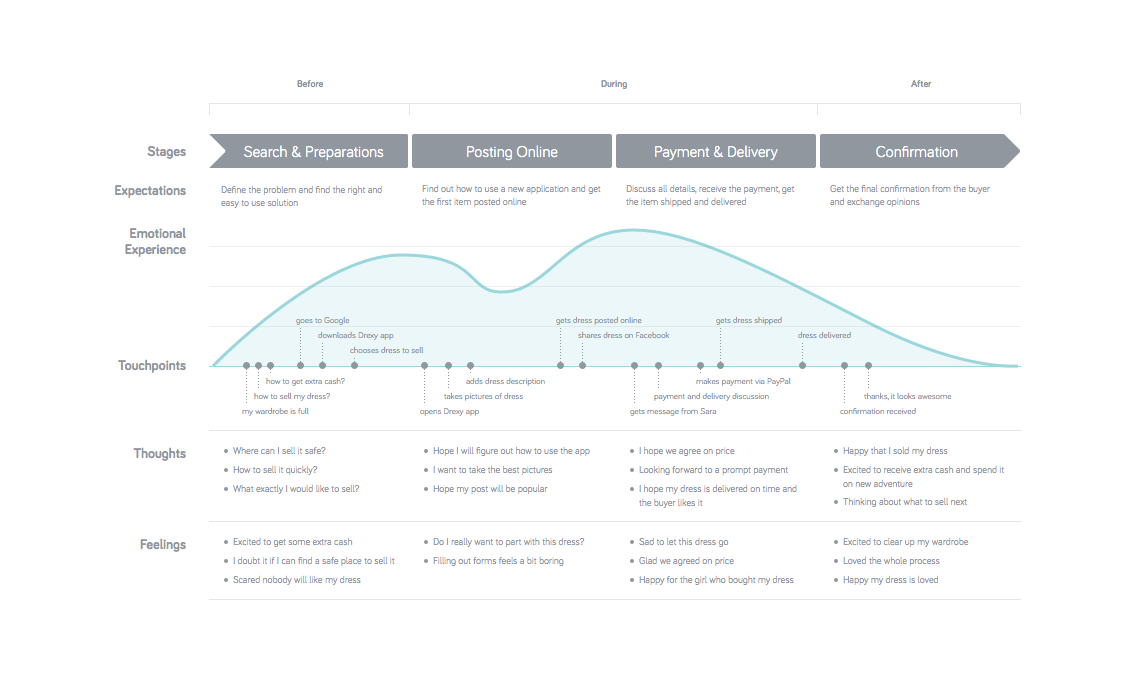 Before
During
After
Stages
Search & Preparations
Posting Online
Payment & Delivery
Confirmation
Expectations
Define the problem and find the right and
easy to use solution
Find out how to use a new application and get
the first item posted online
Discuss all details, receive the payment, get
the item shipped and delivered
Get the final confirmation from the buyer
and exchange opinions
Emotional
Experience
goes to Google
downloads Drexy app
chooses dress to sell
gets dress posted online
shares dress on Facebook
gets dress shipped
dress delivered
Touchpoints
how to get extra cash?
how to sell my dress?
my wardrobe is full
adds dress description
takes pictures of dress
opens Drexy app
makes payment via PayPal
payment and delivery discussion
gets message from Sara
thanks, it looks awesome
confirmation received
Thoughts
Where can I sell it safe?
How to sell it quickly?
What exactly I would like to sell?
Hope I will figure out how to use the app
I want to take the best pictures
Hope my post will be popular
I hope we agree on price
Looking forward to a prompt payment
I hope my dress is delivered on time and
the buyer likes it
Happy that I sold my dress
Excited to receive extra cash and spend it
on new adventure
Thinking about what to sell next
Feelings
Excited to get some extra cash
I doubt it if I can find a safe place to sell it
Scared nobody will like my dress
Do I really want to part with this dress?
Filling out forms feels a bit boring
Sad to let this dress go
Glad we agreed on price
Happy for the girl who bought my dress
Excited to clear up my wardrobe
Loved the whole process
Happy my dress is loved